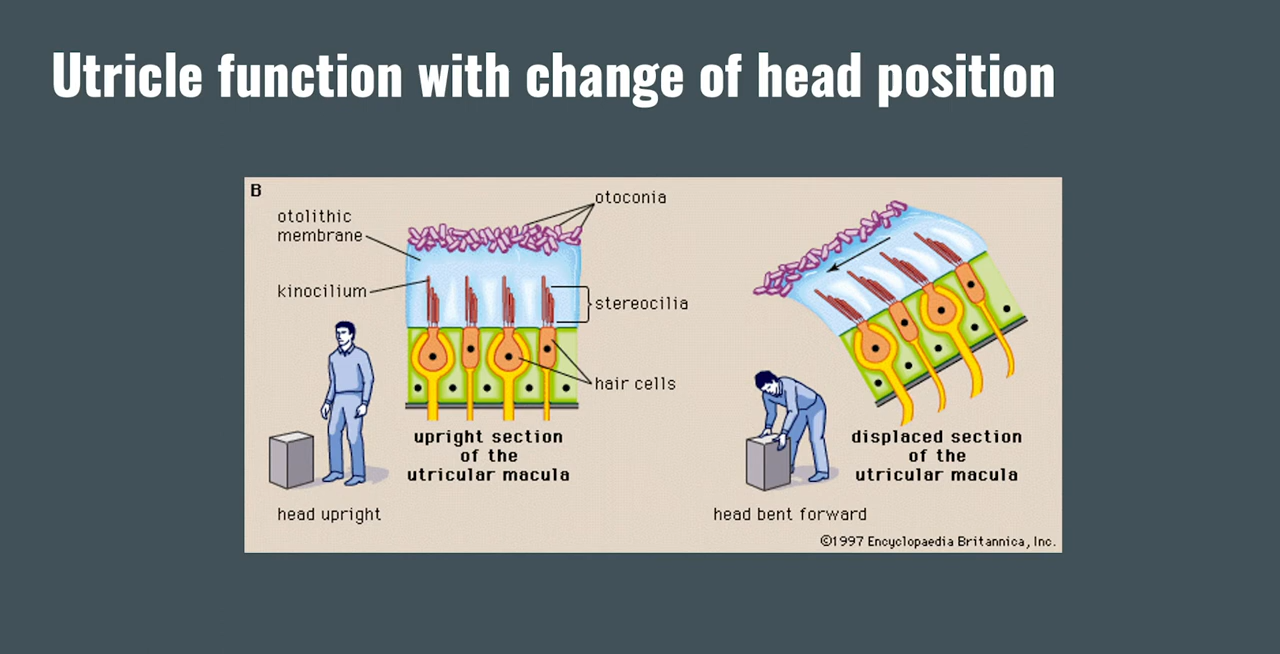 Utricle function with change of head position
B
otoconia
otolithic
membrane
kinocilium
stereocilia
hair cells
upright section
of the
utricular macula
head upright
displaced section
of the
utricular macula
head bent forward
©1997 Encyclopaedia Britannica, Inc.